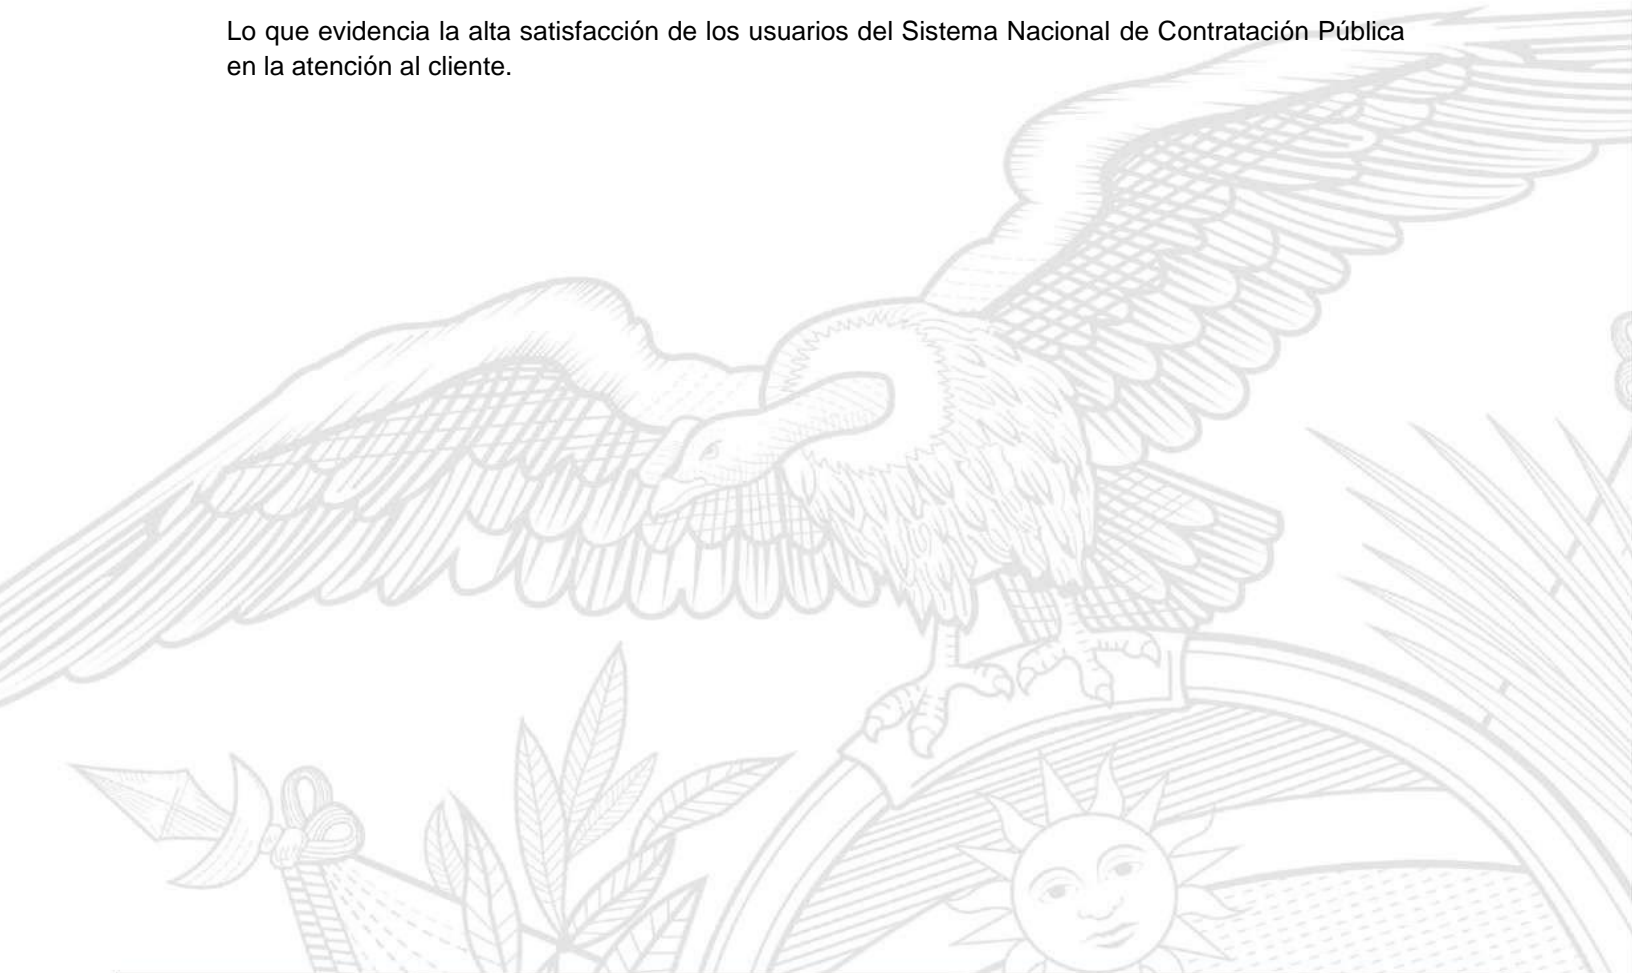 Lo que evidencia la alta satisfacción de los usuarios del Sistema Nacional de Contratación Pública
en la atención al cliente.